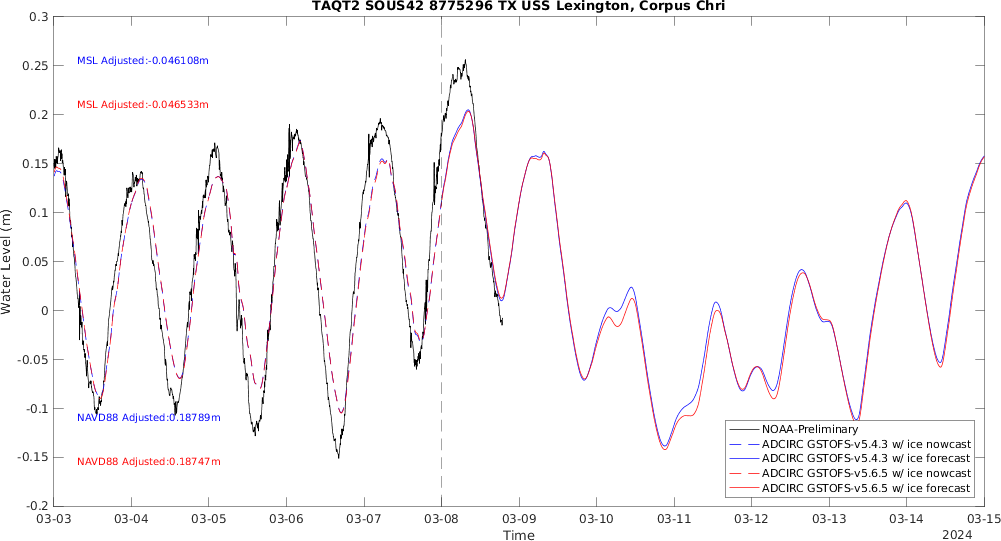 TAQT2 SOUS42 8775296 TX USS Lexington, Corpus Chri
0.3
0.25
0.2
0.15
0.1
0.05
0
-0.05
-0.1
-0.15
-0.2
Water Level (m)
MSL Adjusted:-0.046108m
MSL Adjusted:-0.046533m
NAVD88 Adjusted:0.18789m
NAVD88 Adjusted:0.18747m
NOAA-Preliminary
ADCIRC GSTOFS-v5.4.3 w/ ice nowcast
ADCIRC GSTOFS-v5.4.3 w/ ice forecast
ADCIRC GSTOFS-v5.6.5 w/ ice nowcast
ADCIRC GSTOFS-v5.6.5 w/ ice forecast
03-03 03-04 03-05 03-06 03-07 03-08 03-09 03-10 03-11 03-12 03-13 03-14 03-15
Time
2024